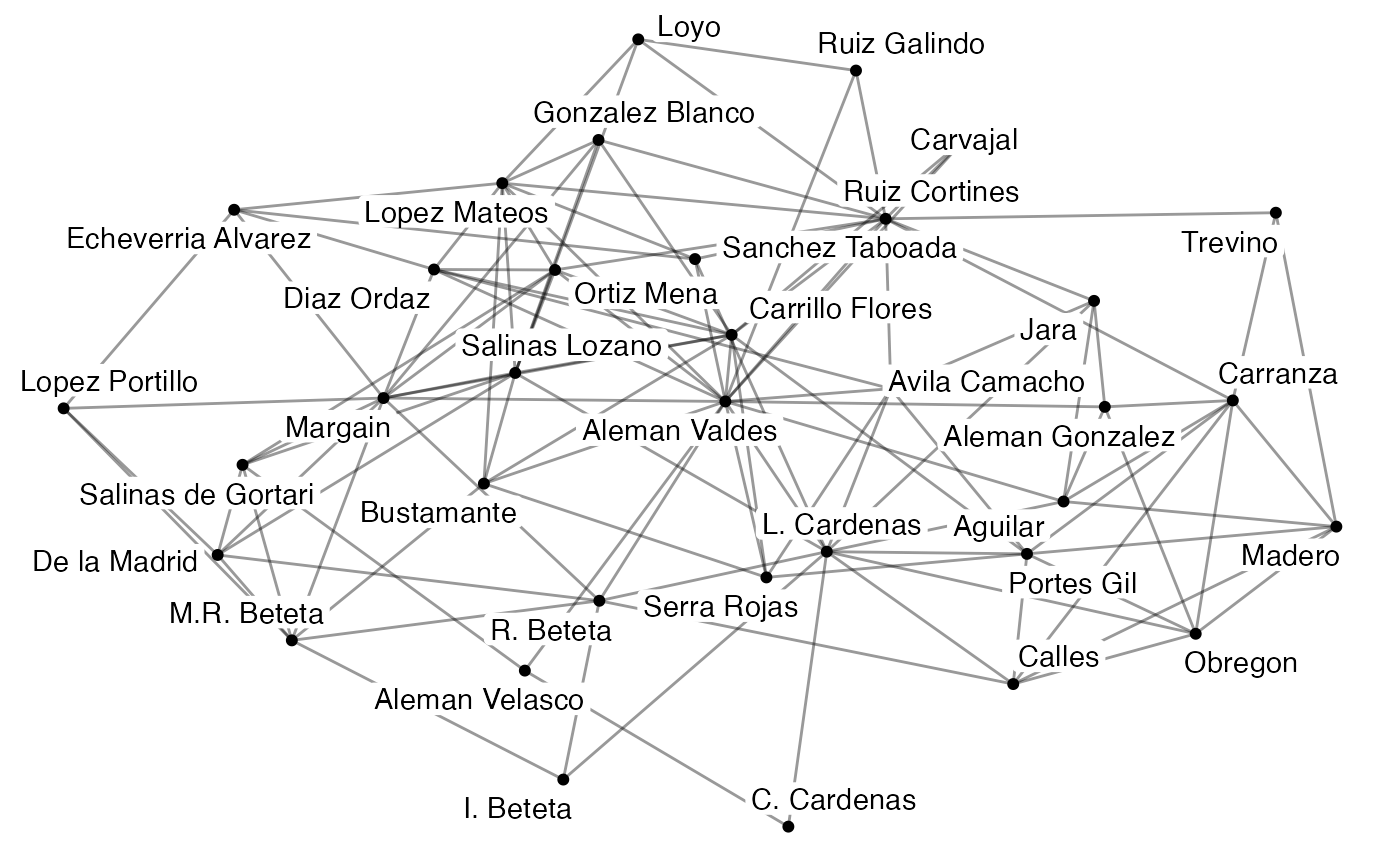 Loyo
Ruiz Galindo
Gonzalez Blanco
Carvajal
Ruiz Cortines
Lopez Mateos
Echeverria Alvarez
Trevino
Sanchez Taboada
Diaz Ordaz
Ortiz Mena
Carrillo Flores
Jara
Salinas Lozano
Lopez Portillo
Avila Camacho
Carranza
Margain
Aleman Valdes
Aleman Gonzalez
Salinas de Gortari
Bustamante
L. Cardenas
Aguilar
De la Madrid
Madero
Portes Gil
M.R. Beteta
Serra Rojas
R. Beteta
Calles
Obregon
Aleman Velasco
I. Beteta
C. Cardenas